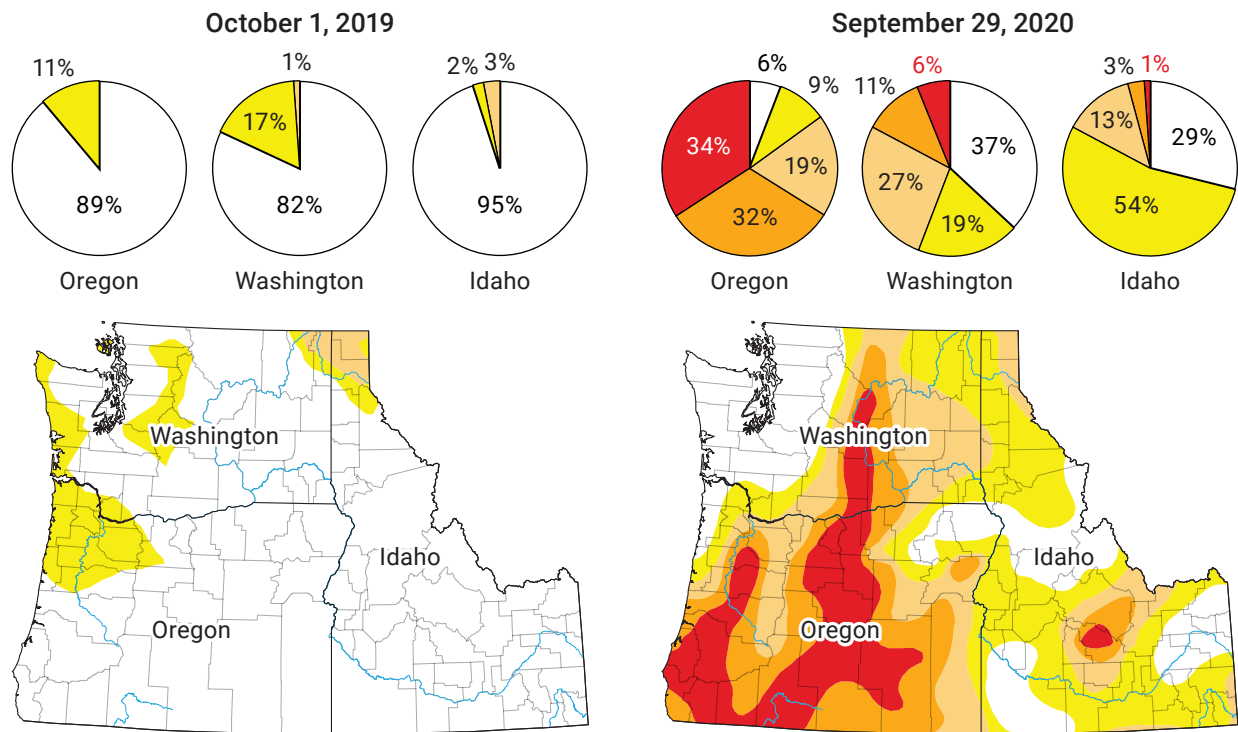 October 1, 2019
11%
89%
Oregon
1%
17%
82%
Washington
2% 3%
95%
Idaho
September 29, 2020
6%
9%
34%
19%
32%
Oregon
6%
11%
37%
27%
19%
Washington
3% 1%
13%
29%
54%
Idaho
Washington
Idaho
Oregon
Washington
Idaho
Oregon